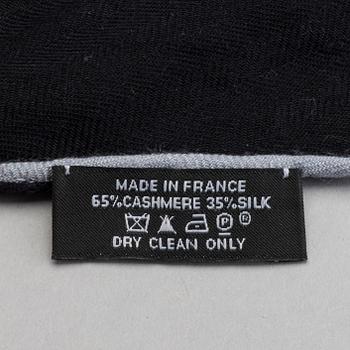 MADE IN FRANCE
65%CASHMERE 35%SILK
P ®
DRY CLEAN ONLY